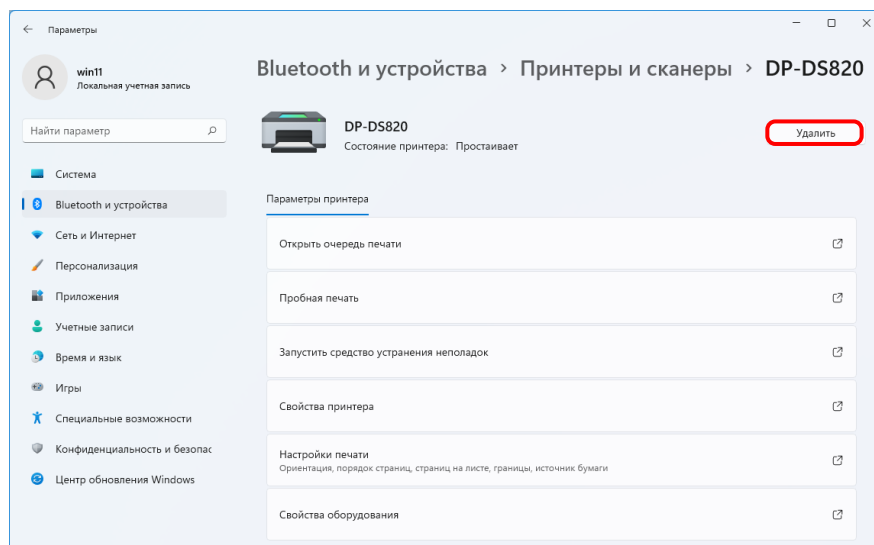 Параметры
win11
Локальная учетная запись
Bluetooth и устройства > Принтеры и сканеры > DP-DS820
DP-DS820
Состояние принтера: Простаивает
Удалить
Найти параметр
Система
Bluetooth и устройства
Сеть и Интернет
Персонализация
Приложения
Учетные записи
Время и язык
Игры
Специальные возможности
Конфиденциальность и безопас
Центр обновления Windows
Параметры принтера
Открыть очередь печати
Пробная печать
Запустить средство устранения неполадок
Свойства принтера
Настройки печати
Ориентация, порядок страниц, страниц на листе, границы, источник бумаги
Свойства оборудования